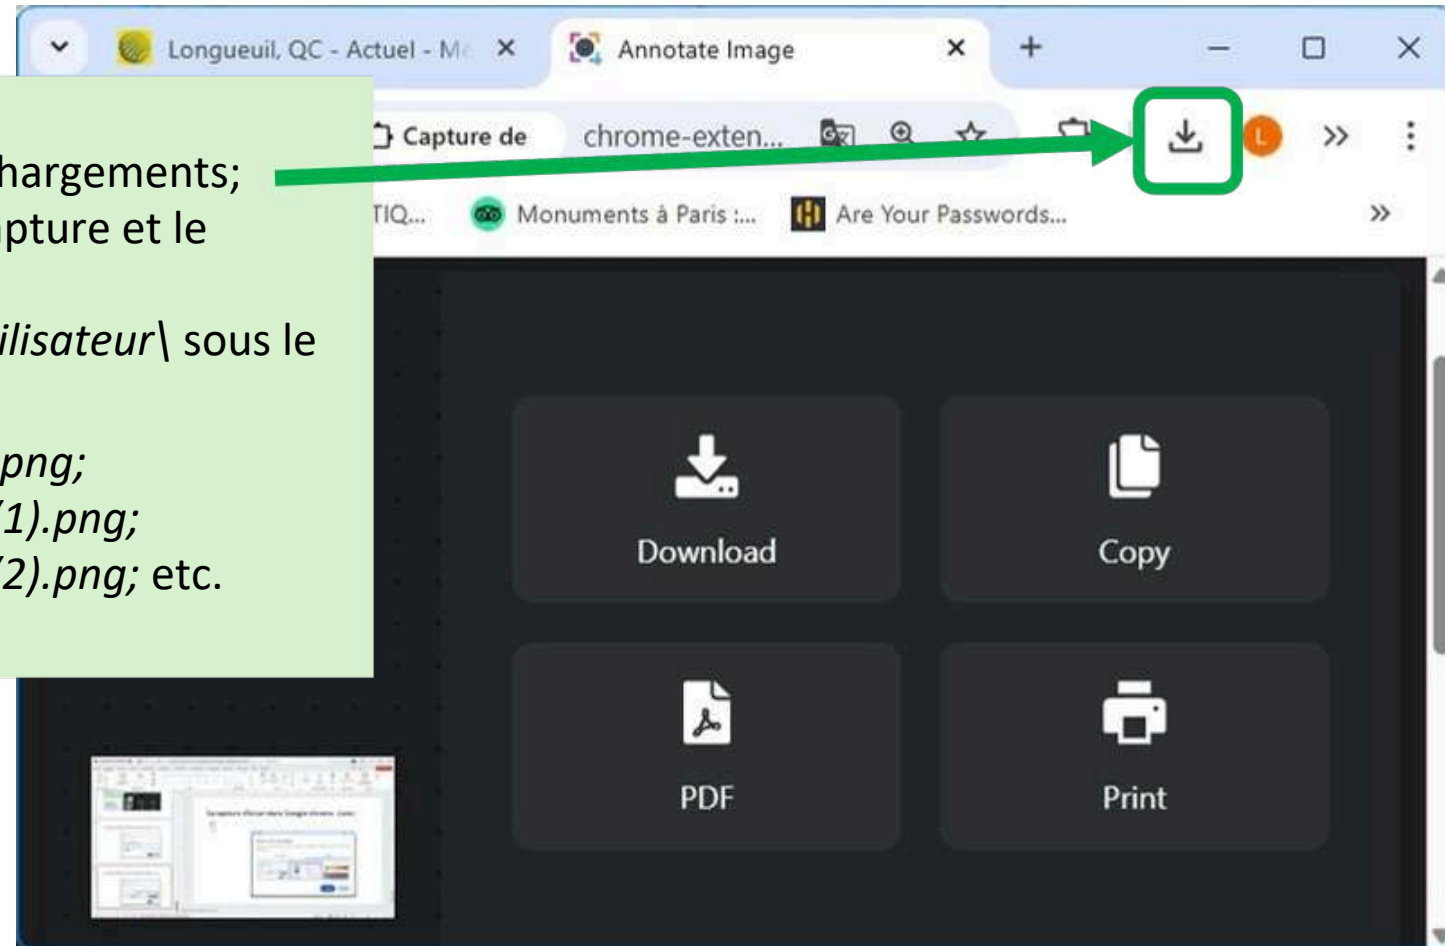 Longueuil, QC - Actuel - Mé
Annotate Image
Capture de
chrome-exten...
L
hargements;
TIQ...
Monuments à Paris :...
Are Your Passwords...
pture et le
ilisateur\ sous le
png;
(1).png;
(2).png; etc.
Download
Copy
PDF
Print